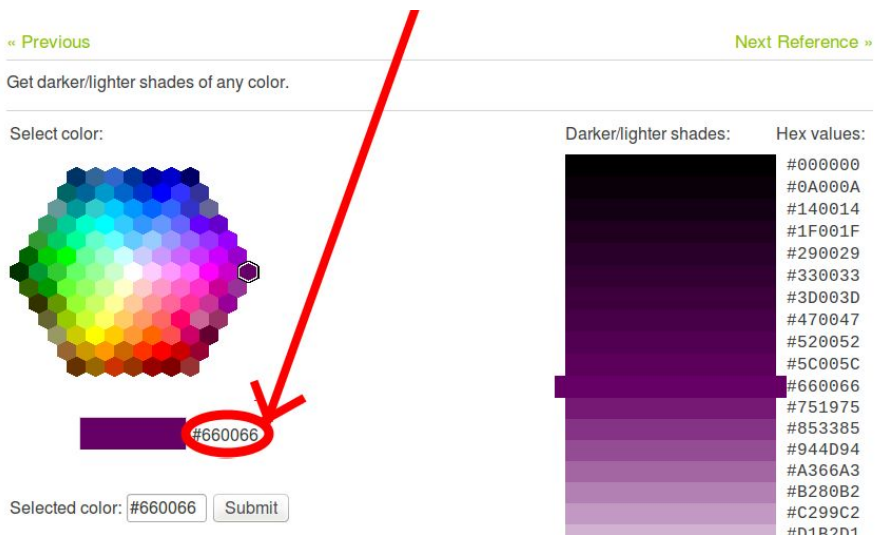 « Previous
Next Reference »
Get darker/lighter shades of any color.
Select color:
Darker/lighter shades:
Hex values:
#000000
#0A000A
#140014
#1F001F
#290029
#330033
#3D003D
#470047
#520052
#5C005C
#660066
#751975
#853385
#944D94
#A366A3
#B280B2
#C299C2
#D1B2D1
#660066
Selected color: #660066 Submit